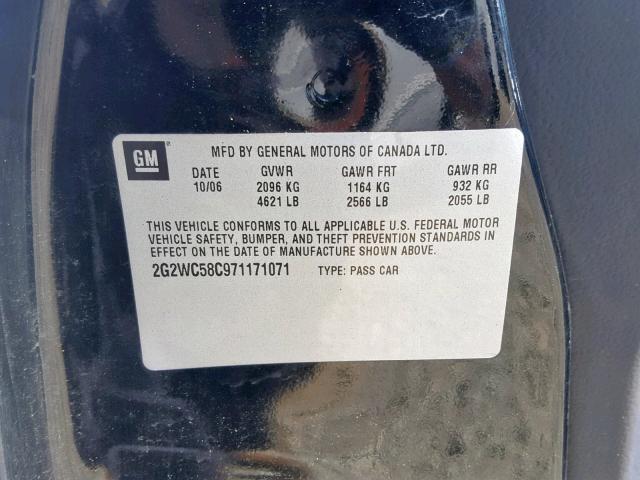 GM
MFD BY GENERAL MOTORS OF CANADA LTD.
DATE GVWR GAWR FRT GAWR RR
10/06 2096 KG 1164 KG 932 KG
4621 LB 2566 LB 2055 LB
THIS VEHICLE CONFORMS TO ALL APPLICABLE U.S. FEDERAL MOTOR
VEHICLE SAFETY, BUMPER, AND THEFT PREVENTION STANDARDS IN
EFFECT ON THE DATE OF MANUFACTURE SHOWN ABOVE.
2G2WC58C971171071 TYPE: PASS CAR